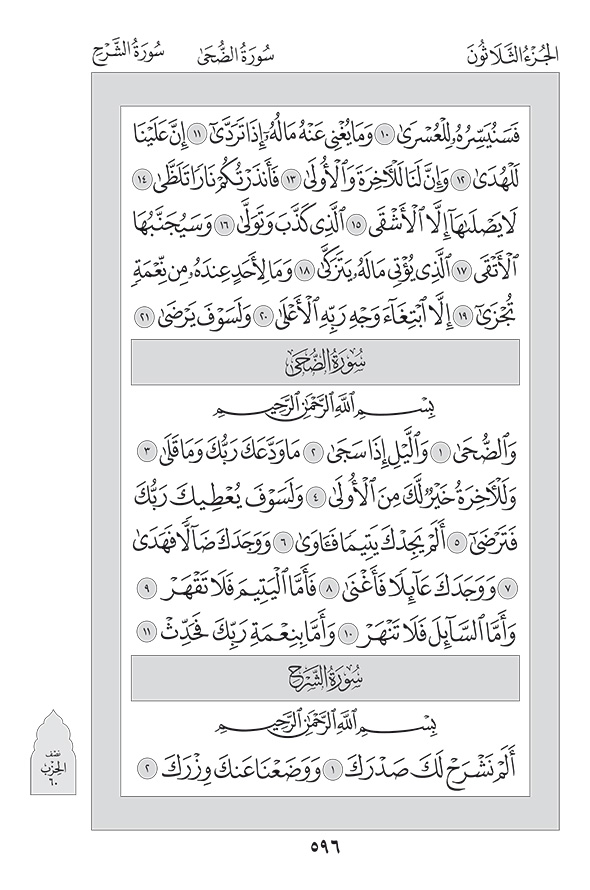 الجُزْءُ الثَّلَاثُونَ سُورَةُ الضُّحَىٰ سُورَةُ الشَّرْحِ
فَسَنُيَسِّرُهُۥ لِلْعُسْرَىٰ ١٠ وَمَا يُغْنِى عَنْهُ مَالُهُۥٓ إِذَا تَرَدَّىٰٓ ١١ إِنَّ عَلَيْنَا
لَلْهُدَىٰ ١٢ وَإِنَّ لَنَا لَلْءَاخِرَةَ وَٱلْأُولَىٰ ١٣ فَأَنذَرْتُكُمْ نَارًا تَلَظَّىٰ ١٤
لَا يَصْلَىٰهَآ إِلَّا ٱلْأَشْقَى ١٥ ٱلَّذِى كَذَّبَ وَتَوَلَّىٰ ١٦ وَسَيُجَنَّبُهَا
ٱلْأَتْقَى ١٧ ٱلَّذِى يُؤْتِى مَالَهُۥ يَتَزَكَّىٰ ١٨ وَمَا لِأَحَدٍ عِندَهُۥ مِن نِّعْمَةٍ
تُجْزَىٰٓ ١٩ إِلَّا ٱبْتِغَآءَ وَجْهِ رَبِّهِ ٱلْأَعْلَىٰ ٢٠ وَلَسَوْفَ يَرْضَىٰ ٢١
سُورَةُ الضُّحَىٰ
بِسْمِ ٱللَّهِ ٱلرَّحْمَٰنِ ٱلرَّحِيمِ
وَٱلضُّحَىٰ ١ وَٱلَّيْلِ إِذَا سَجَىٰ ٢ مَا وَدَّعَكَ رَبُّكَ وَمَا قَلَىٰ ٣
وَلَلْءَاخِرَةُ خَيْرٌ لَّكَ مِنَ ٱلْأُولَىٰ ٤ وَلَسَوْفَ يُعْطِيكَ رَبُّكَ
فَتَرْضَىٰٓ ٥ أَلَمْ يَجِدْكَ يَتِيمًا فَـَٔاوَىٰ ٦ وَوَجَدَكَ ضَآلًّا فَهَدَىٰ
٧ وَوَجَدَكَ عَآئِلًا فَأَغْنَىٰ ٨ فَأَمَّا ٱلْيَتِيمَ فَلَا تَقْهَرْ ٩
وَأَمَّا ٱلسَّآئِلَ فَلَا تَنْهَرْ ١٠ وَأَمَّا بِنِعْمَةِ رَبِّكَ فَحَدِّثْ ١١
سُورَةُ الشَّرْحِ
بِسْمِ ٱللَّهِ ٱلرَّحْمَٰنِ ٱلرَّحِيمِ
أَلَمْ نَشْرَحْ لَكَ صَدْرَكَ ١ وَوَضَعْنَا عَنكَ وِزْرَكَ ٢
نصف
الحزب
٦٠
٥٩٦